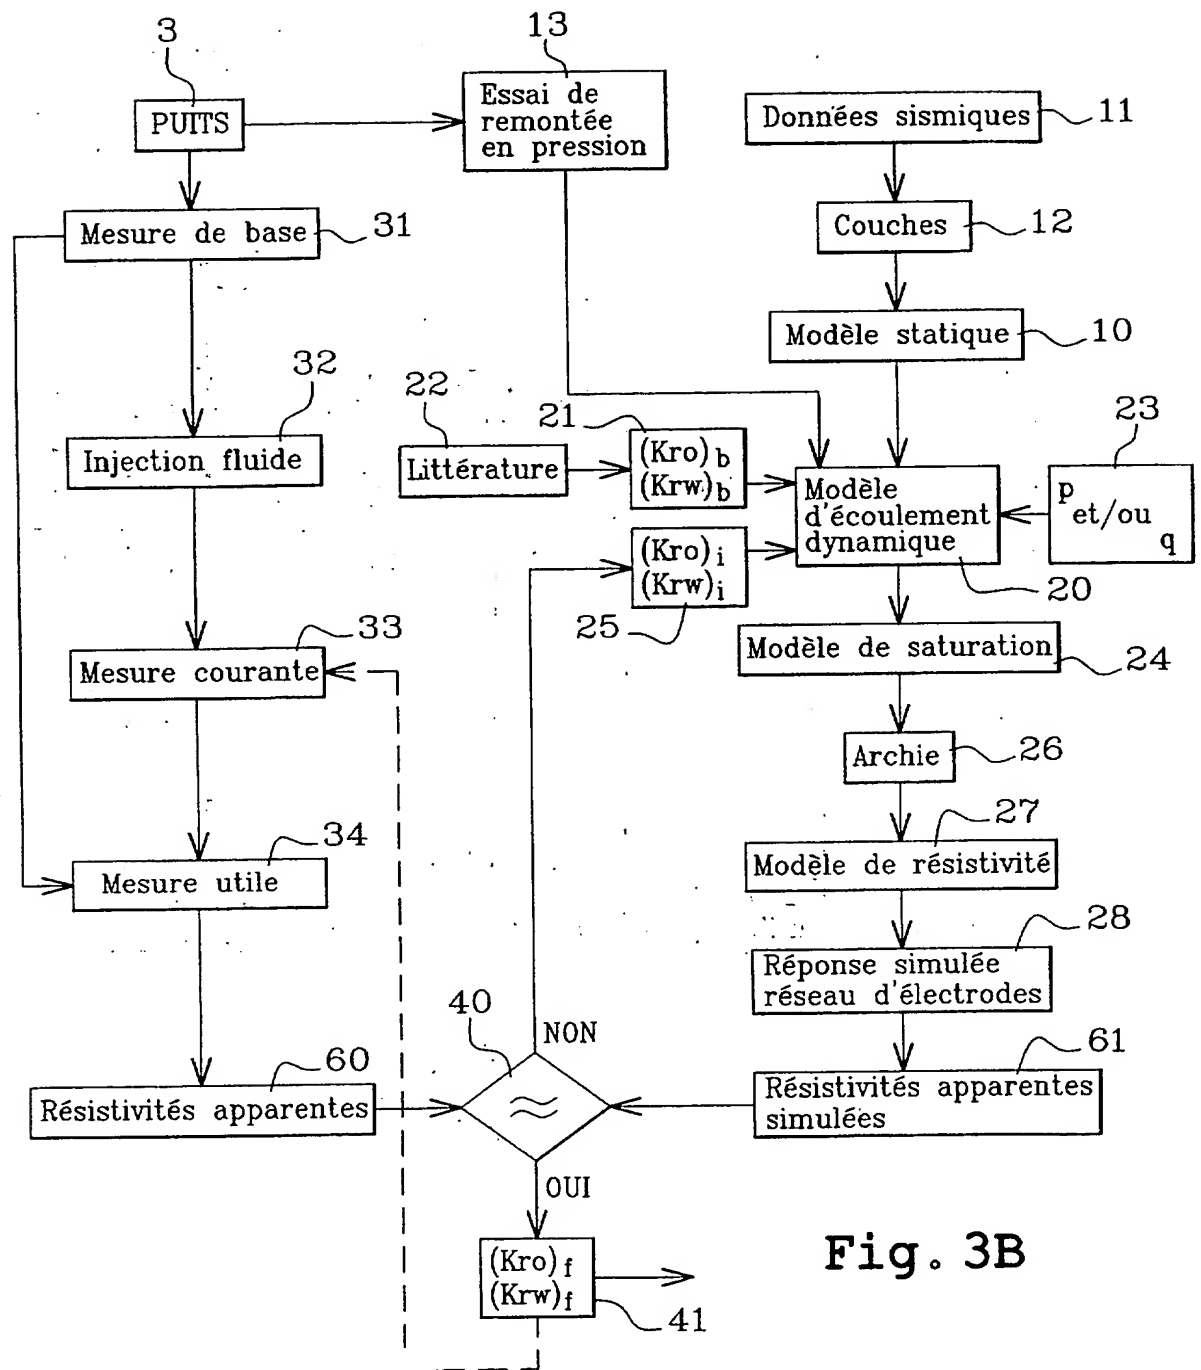 3
13
PUITS
Essai de
remontée
en pression
Données sismiques
11
Mesure de base
31
Couches
12
Modèle statique
10
32
22
21
23
Injection fluide
Littérature
(Kro)b
(Krw)b
Modèle
d'écoulement
dynamique
p
et/ou
q
(Kro)i
(Krw)i
20
25
33
Mesure courante
Modèle de saturation
24
Archie
26
27
34
Mesure utile
Modèle de résistivité
28
Réponse simulée
réseau d'électrodes
40
NON
60
61
Résistivités apparentes
≈
Résistivités apparentes
simulées
OUI
(Kro)f
(Krw)f
41
Fig. 3B